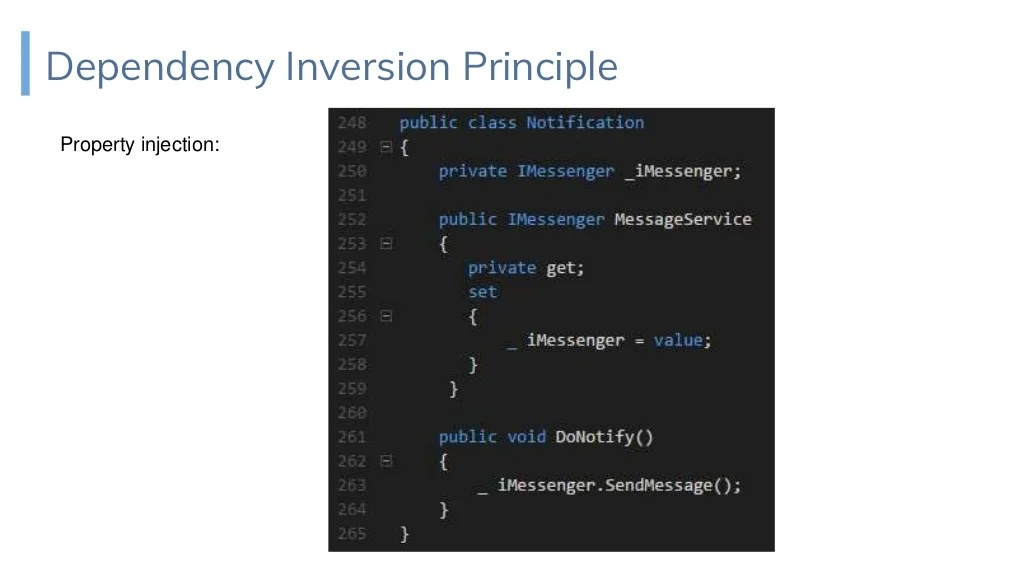 Dependency Inversion Principle
Property injection:
248 public class Notification
249 {
250 private IMessenger _iMessenger;
251
252 public IMessenger MessageService
253 {
254 private get;
255 set
256 {
257 _ iMessenger = value;
258 }
259 }
260
261 public void DoNotify()
262 {
263 _ iMessenger.SendMessage();
264 }
265 }